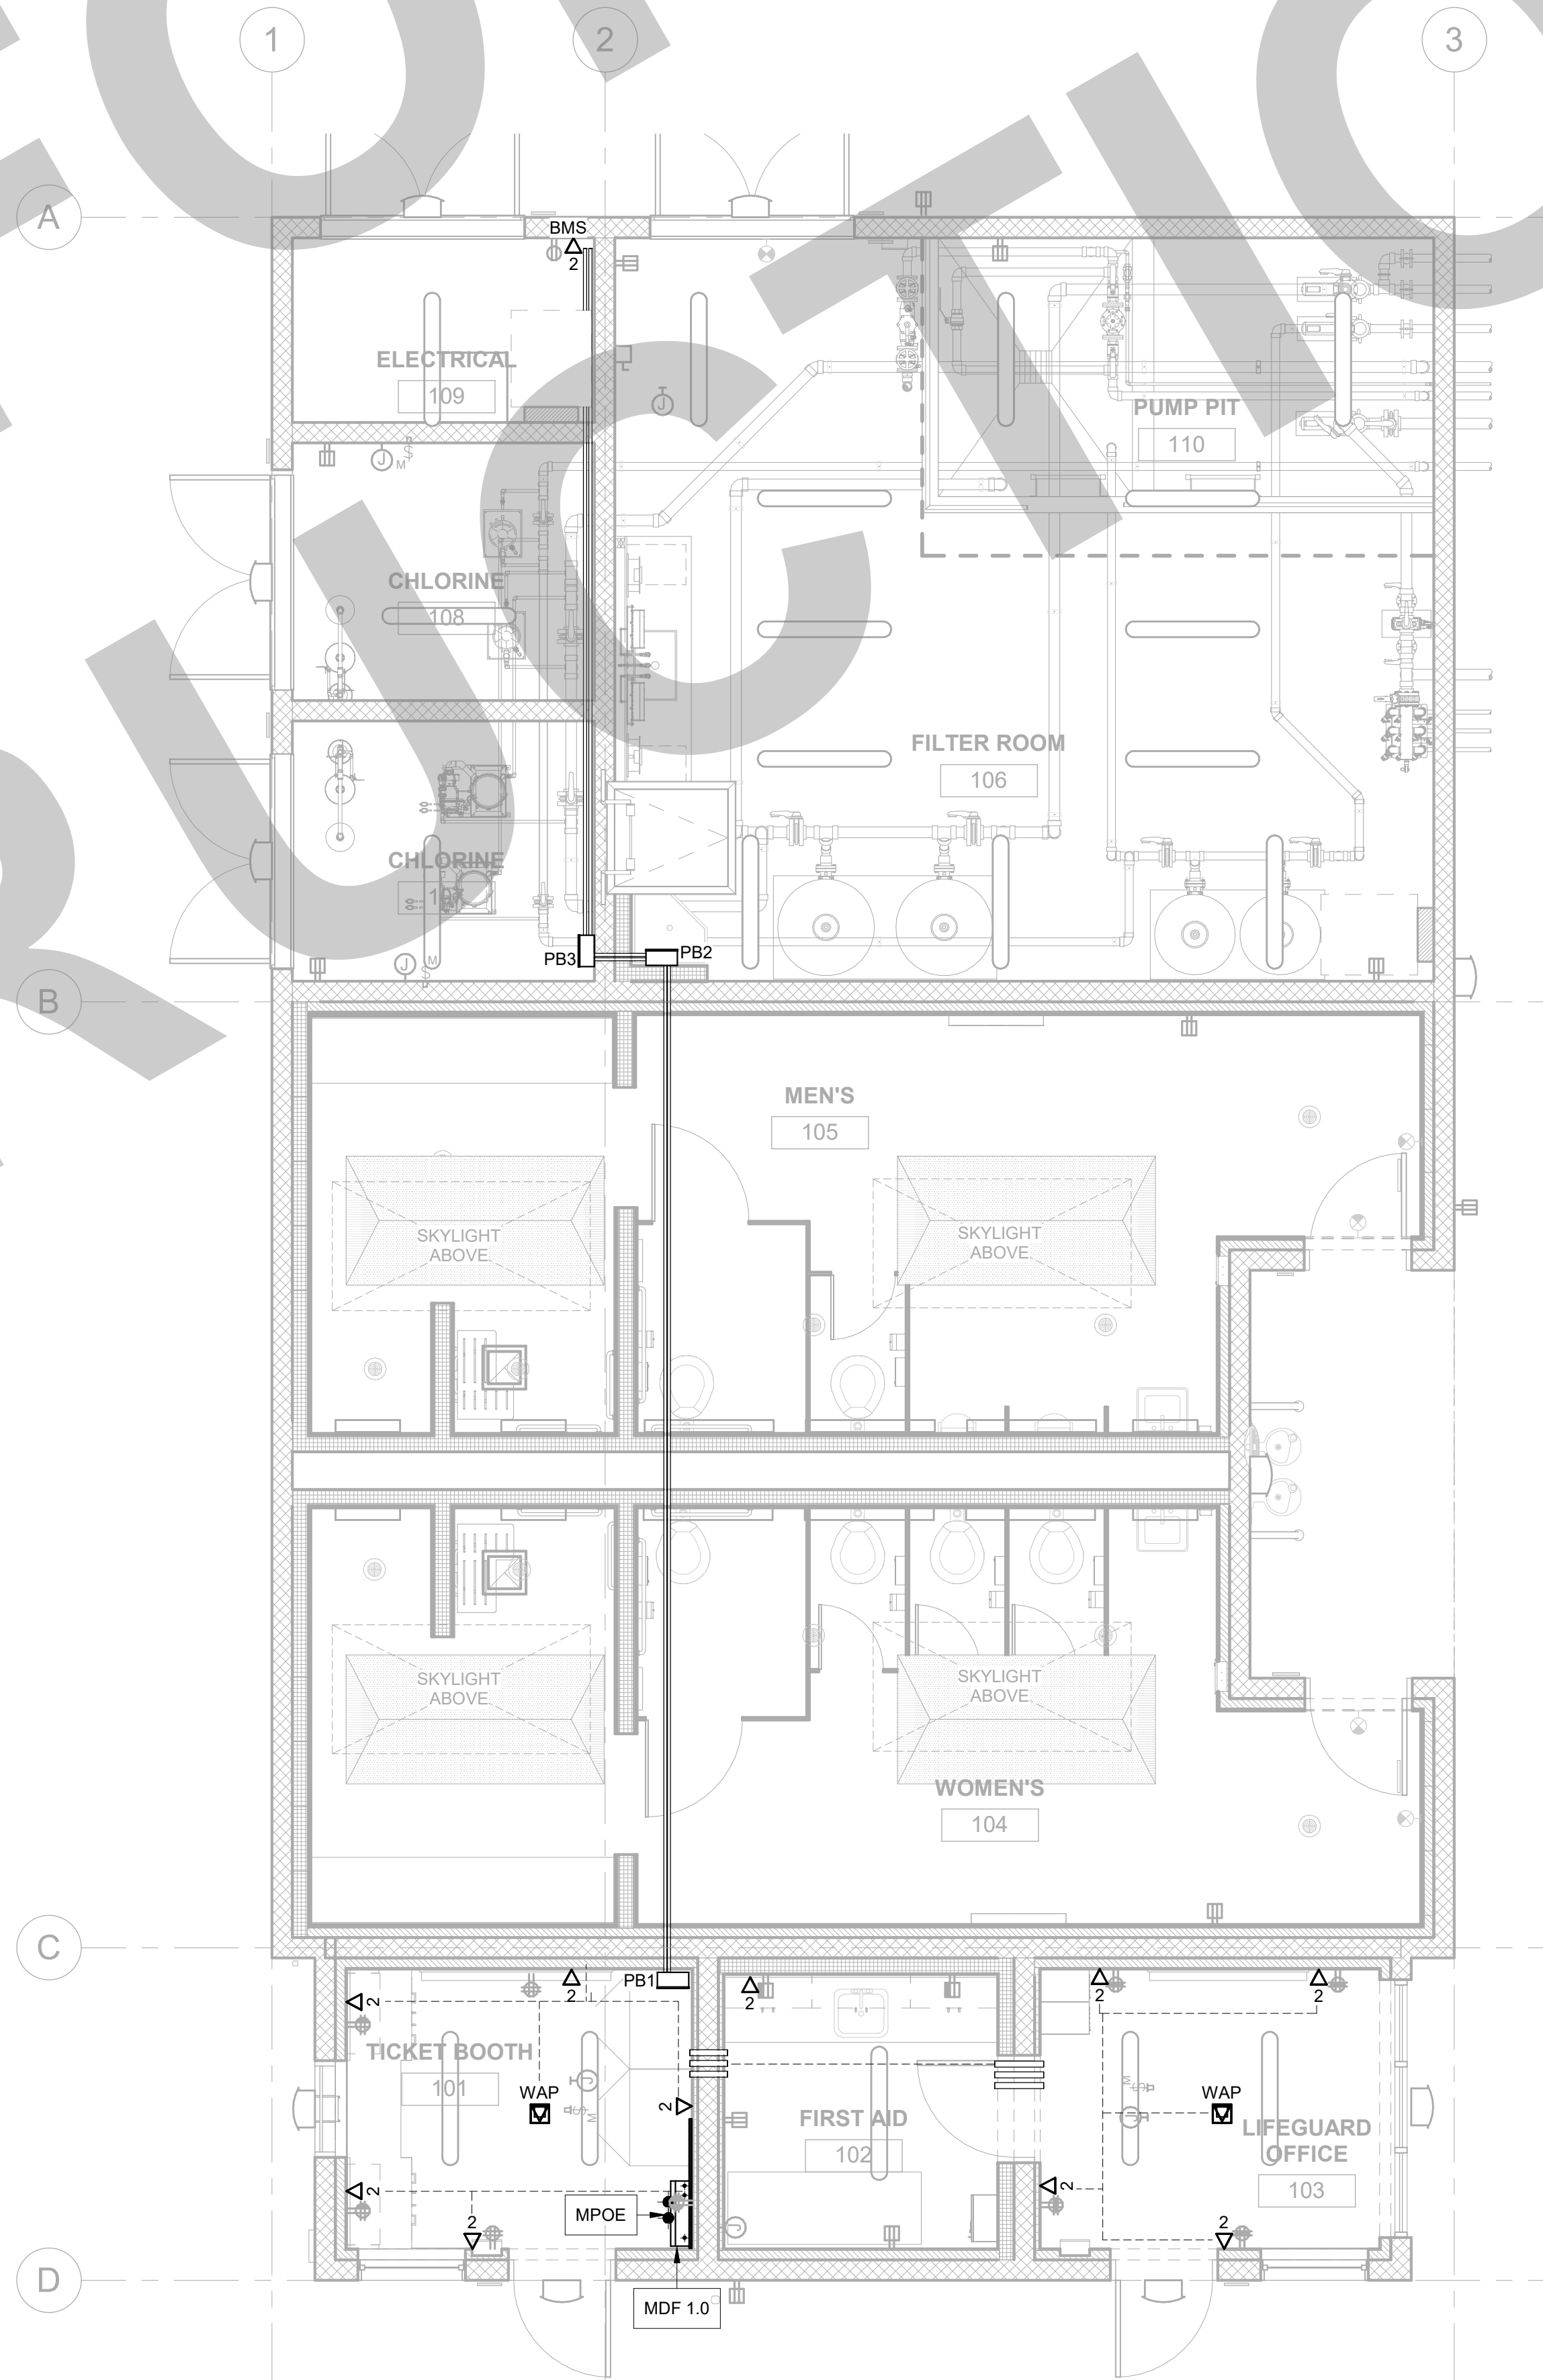 1
2
3
A
BMS
2
ELECTRICAL
109
J
J
M
$
PUMP PIT
110
CHLORINE
108
FILTER ROOM
106
CHLORINE
107
PB3
PB2
J
M
$
B
MEN'S
105
SKYLIGHT
ABOVE
SKYLIGHT
ABOVE
SKYLIGHT
ABOVE
SKYLIGHT
ABOVE
WOMEN'S
104
C
PB1
2
2
2
2
2
TICKET BOOTH
101
J
$
M
WAP
2
FIRST AID
102
M
$
J
WAP
LIFEGUARD
OFFICE
103
2
2
2
2
MPOE
J
MDF 1.0
D
RUCTIO